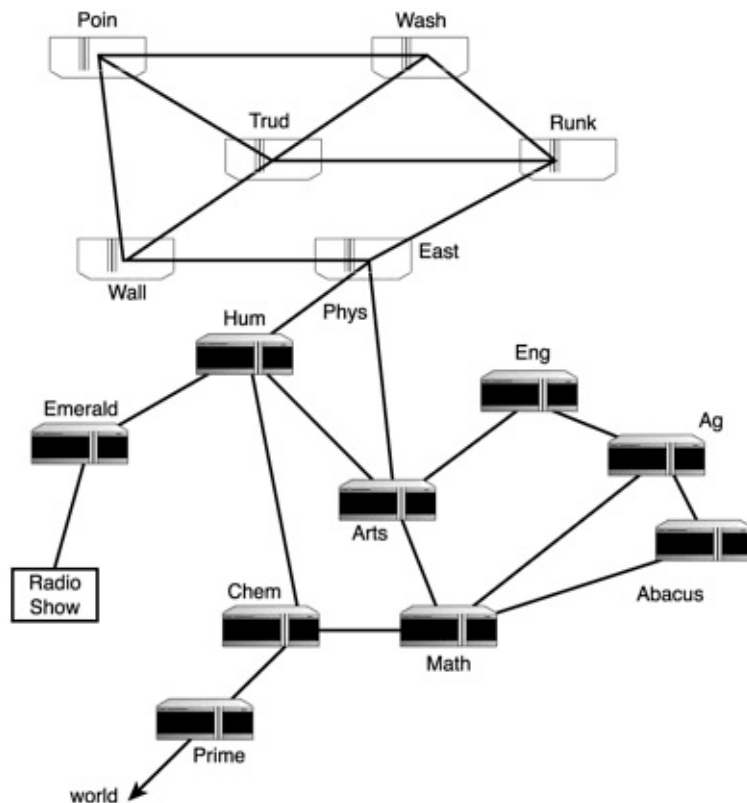 Poin
Wash
Trud
Runk
East
Wall
Phys
Hum
Eng
Emerald
Ag
Arts
Radio
Show
Chem
Abacus
Math
Prime
world